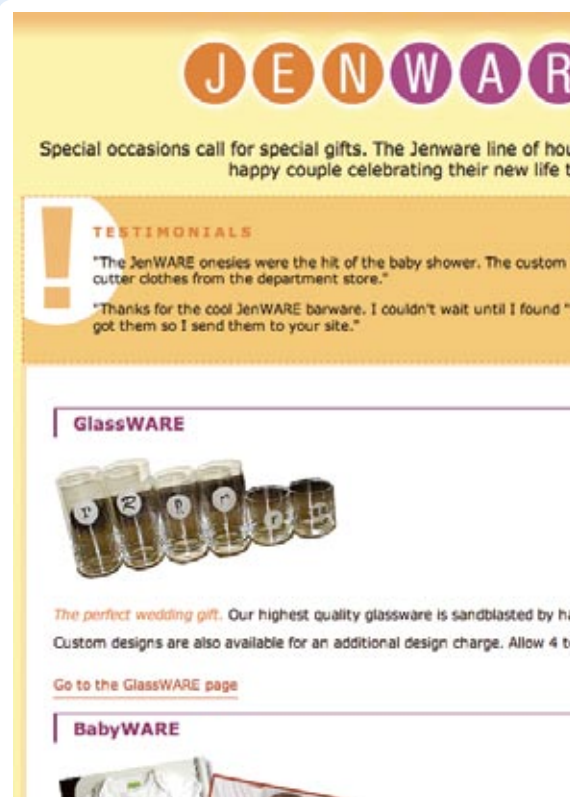 JENWAR
Special occasions call for special gifts. The Jenware line of hou
happy couple celebrating their new life t
TESTIMONIALS
"The JenWARE onesies were the hit of the baby shower. The custom
cutter clothes from the department store."
"Thanks for the cool JenWARE barware. I couldn't wait until I found "
got them so I send them to your site."
GlassWARE
The perfect wedding gift. Our highest quality glassware is sandblasted by ha
Custom designs are also available for an additional design charge. Allow 4 t
Go to the GlassWARE page
BabyWARE